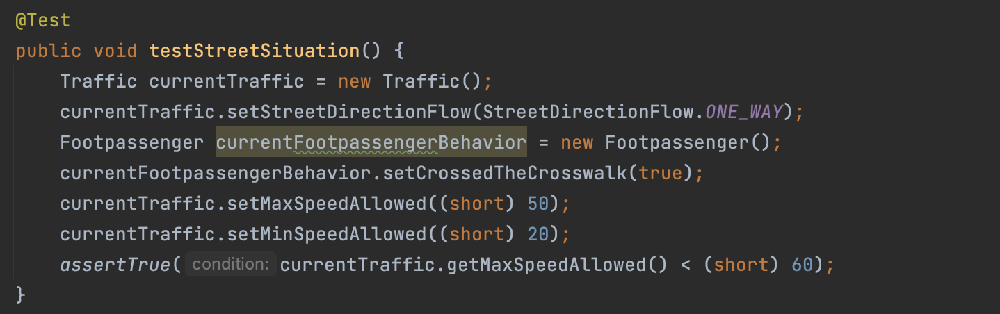 @Test
public void testStreetSituation() {
    Traffic currentTraffic = new Traffic();
    currentTraffic.setStreetDirectionFlow(StreetDirectionFlow.ONE_WAY);
    Footpassenger currentFootpassengerBehavior = new Footpassenger();
    currentFootpassengerBehavior.setCrossedTheCrosswalk(true);
    currentTraffic.setMaxSpeedAllowed((short) 50);
    currentTraffic.setMinSpeedAllowed((short) 20);
    assertTrue( condition: currentTraffic.getMaxSpeedAllowed() < (short) 60);
}